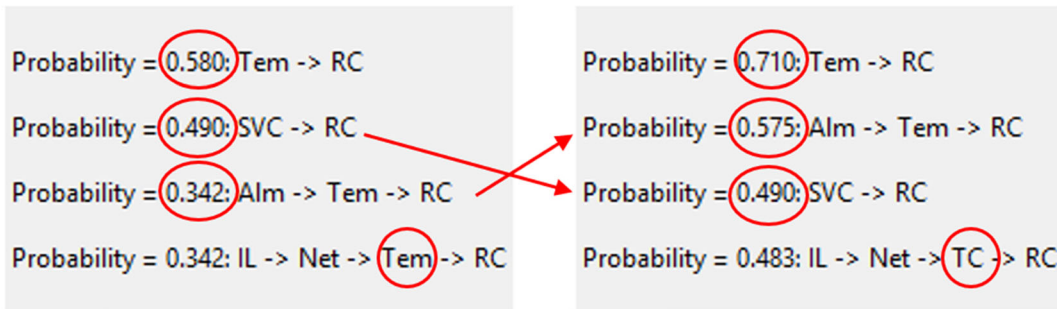 Probability = 0.580: Tem -> RC
Probability = 0.490: SVC -> RC
Probability = 0.342: Alm -> Tem -> RC
Probability = 0.342: IL -> Net -> Tem -> RC
Probability = 0.710: Tem -> RC
Probability = 0.575: Alm -> Tem -> RC
Probability = 0.490: SVC -> RC
Probability = 0.483: IL -> Net -> TC -> RC